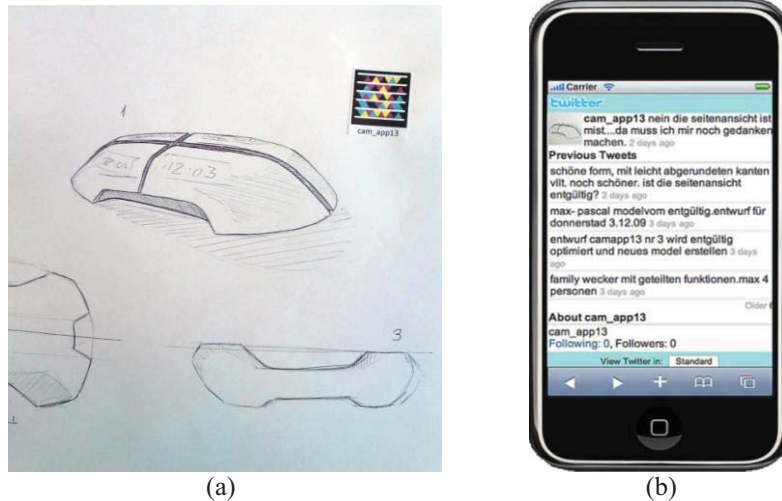 1
cam_app13
12:03
3
(a)
Carrier
twitter
cam_app13 nein die seitenansicht ist
mist....da muss ich mir noch gedanken
machen. 2 days ago
Previous Tweets
schöne form, mit leicht abgerundeten kanten
vllt. noch schöner. ist die seitenansicht
entgültig? 2 days ago
max- pascal modelvom entgültig.entwurf für
donnerstad 3.12.09 3 days ago
entwurf camapp13 nr 3 wird entgültig
optimiert und neues model erstellen 3 days
ago
family wecker mit geteilten funktionen.max 4
personen 3 days ago
Older
About cam_app13
cam_app13
Following: 0, Followers: 0
View Twitter in: Standard
(b)